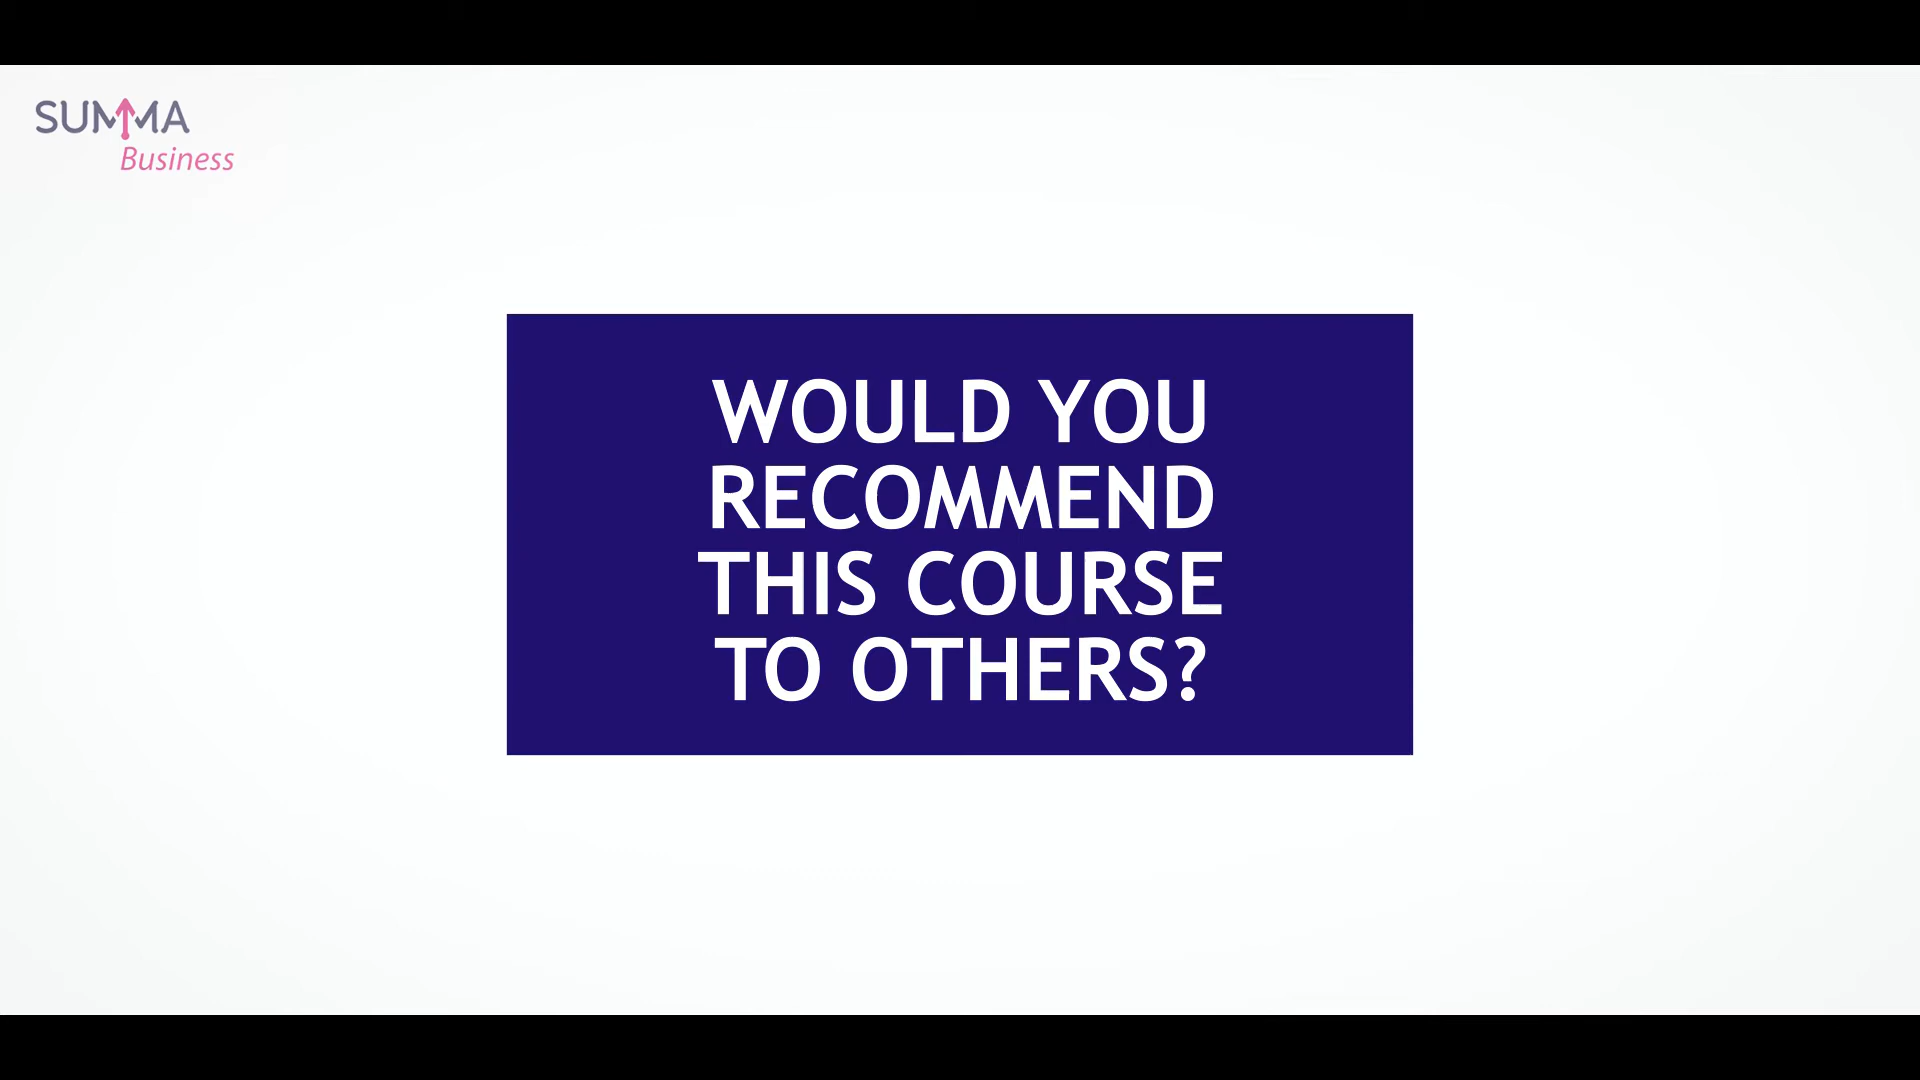 SUMMA
Business
WOULD YOU
RECOMMEND
THIS COURSE
TO OTHERS?